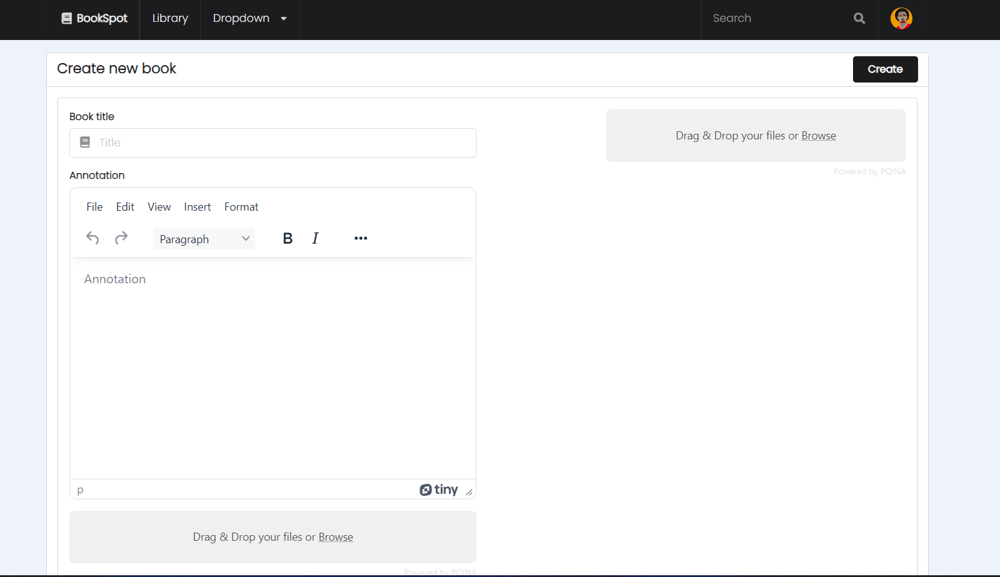 BookSpot
Library
Dropdown
Search
Create new book
Create
Book title
Title
Annotation
File Edit View Insert Format
Paragraph B I
Annotation
p
tiny
Drag & Drop your files or Browse
Powered by PQINA
Drag & Drop your files or Browse
Powered by PQINA